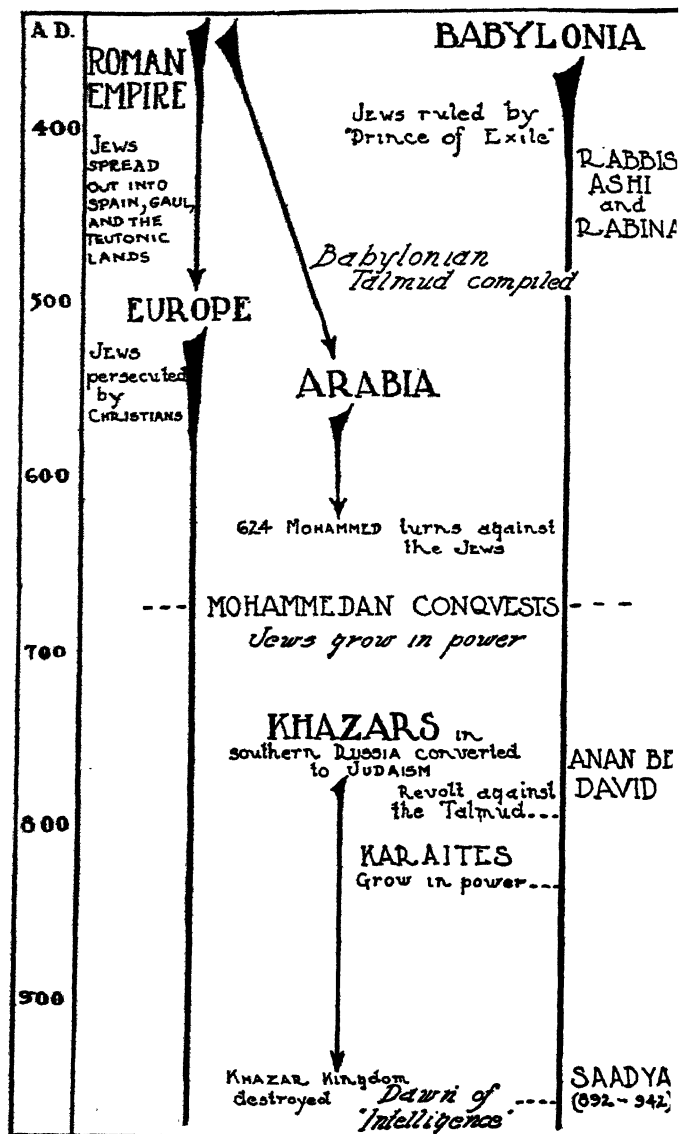 A.D.
BABYLONIA
ROMAN
EMPIRE
JEWS ruled by
"Prince of Exile"
400
JEWS
SPREAD
OUT INTO
SPAIN, GAUL,
AND THE
TEUTONIC
LANDS
RABBIS
ASHI
and
RABINA
Babylonian
Talmud compiled
500
EUROPE
JEWS
persecuted
by
CHRISTIANS
ARABIA
600
624 MOHAMMED turns against
the JEWS
MOHAMMEDAN CONQVESTS
Jews grow in power
700
KHAZARS in
southern RUSSIA converted
to JUDAISM
ANAN BE
DAVID
Revolt against
the Talmud
800
KARAITES
Grow in power
900
KHAZAR Kingdom
destroyed
Dawn of
"Intelligence"
SAADYA
(892-942)